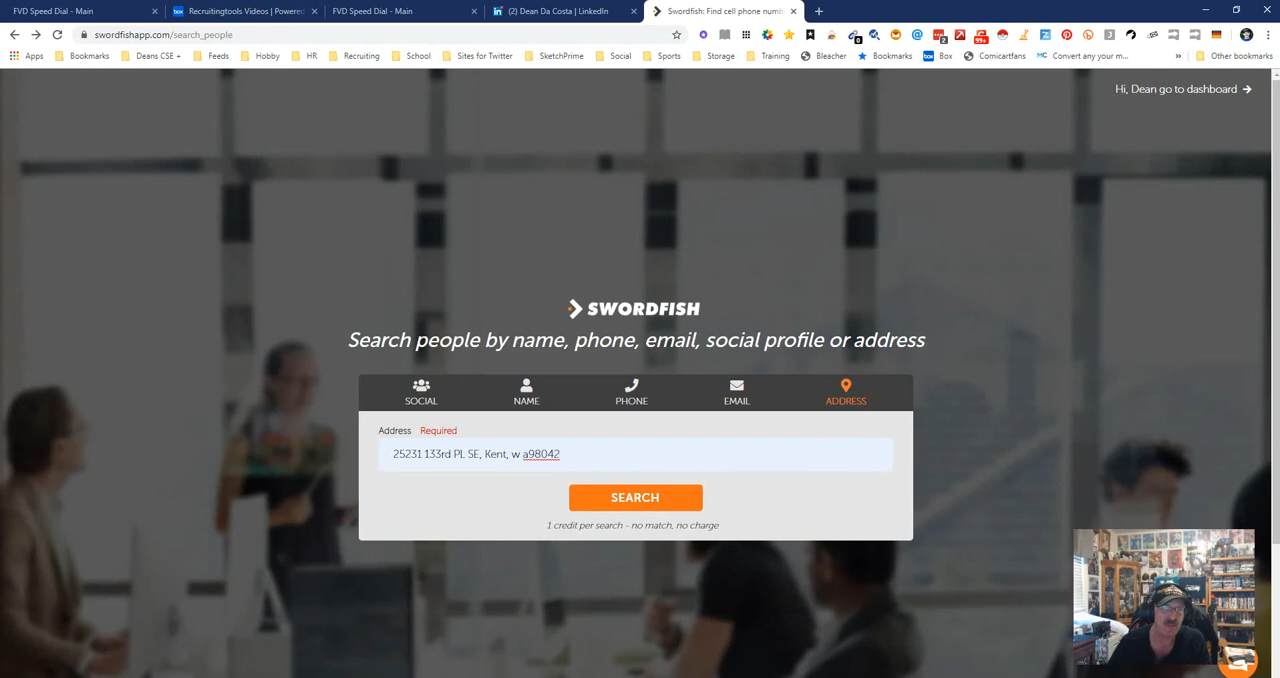 FVD Speed Dial - Main
Recruitingtools Videos | Powered
FVD Speed Dial - Main
(2) Dean Da Costa | LinkedIn
Swordfish: Find cell phone numb
swordfishapp.com/search_people
Apps
Bookmarks
Deans CSE +
Feeds
Hobby
HR
Recruiting
School
Sites for Twitter
SketchPrime
Social
Sports
Storage
Training
Bleacher
Bookmarks
Box
Comicartfans
Convert any your m...
Other bookmarks
Hi, Dean go to dashboard
SWORDFISH
Search people by name, phone, email, social profile or address
SOCIAL
NAME
PHONE
EMAIL
ADDRESS
Address Required
25231 133rd PL SE, Kent, w a98042
SEARCH
1 credit per search - no match, no charge